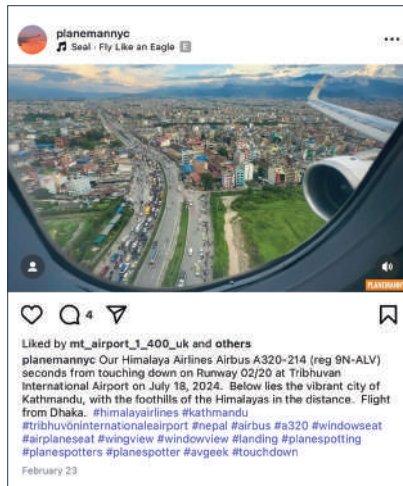 planemannyc
Seal · Fly Like an Eagle E
PLANEMANNYC
4
Liked by mt_airport_1_400_uk and others
planemannyc Our Himalaya Airlines Airbus A320-214 (reg 9N-ALV)
seconds from touching down on Runway 02/20 at Tribhuvan
International Airport on July 18, 2024. Below lies the vibrant city of
Kathmandu, with the foothills of the Himalayas in the distance. Flight
from Dhaka. #himalayairlines #kathmandu
#tribhuvöninternationaleairport #nepal #airbus #a320 #windowseat
#airplaneseat #wingview #windowview #landing #planespotting
#planespotters #planespotter #avgeek #touchdown
February 23